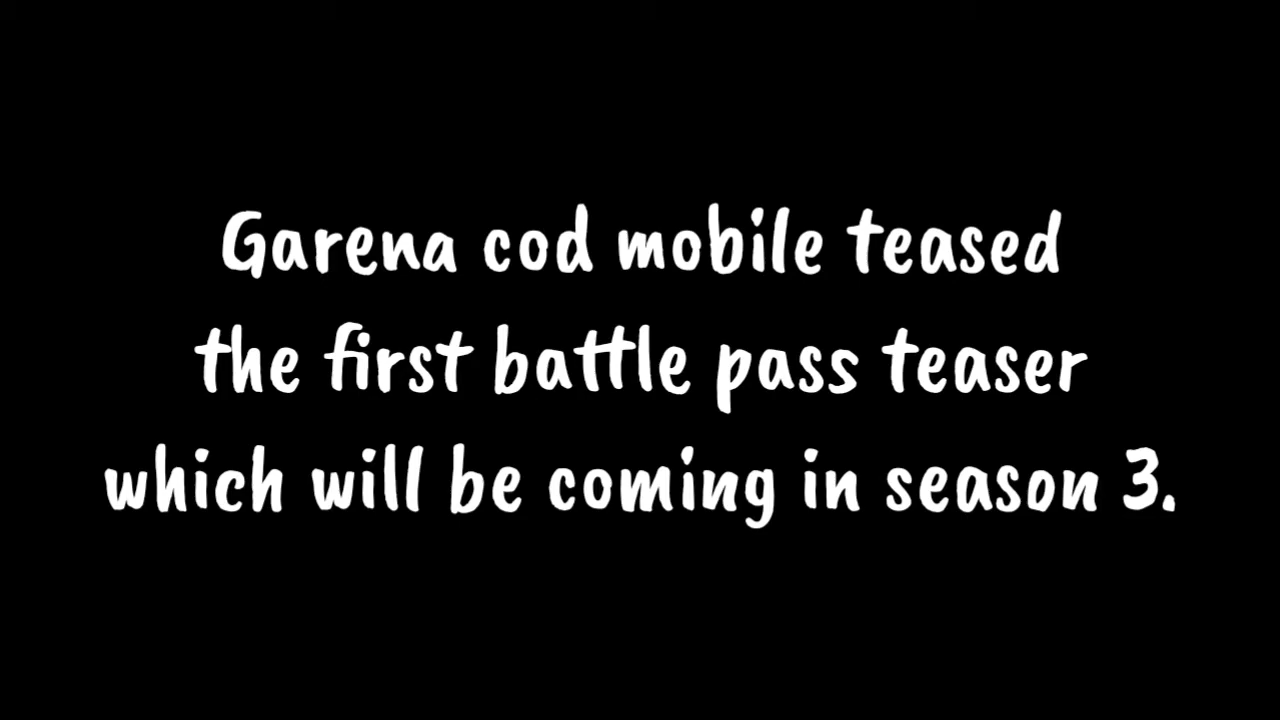 Garena cod mobile teased
the first battle pass teaser
which will be coming in season 3.